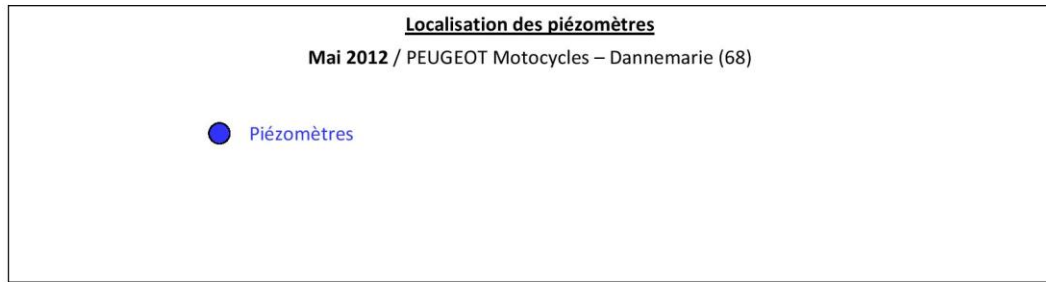 Localisation des piézomètres
Mai 2012 / PEUGEOT Motocycles – Dannemarie (68)
Piézomètres